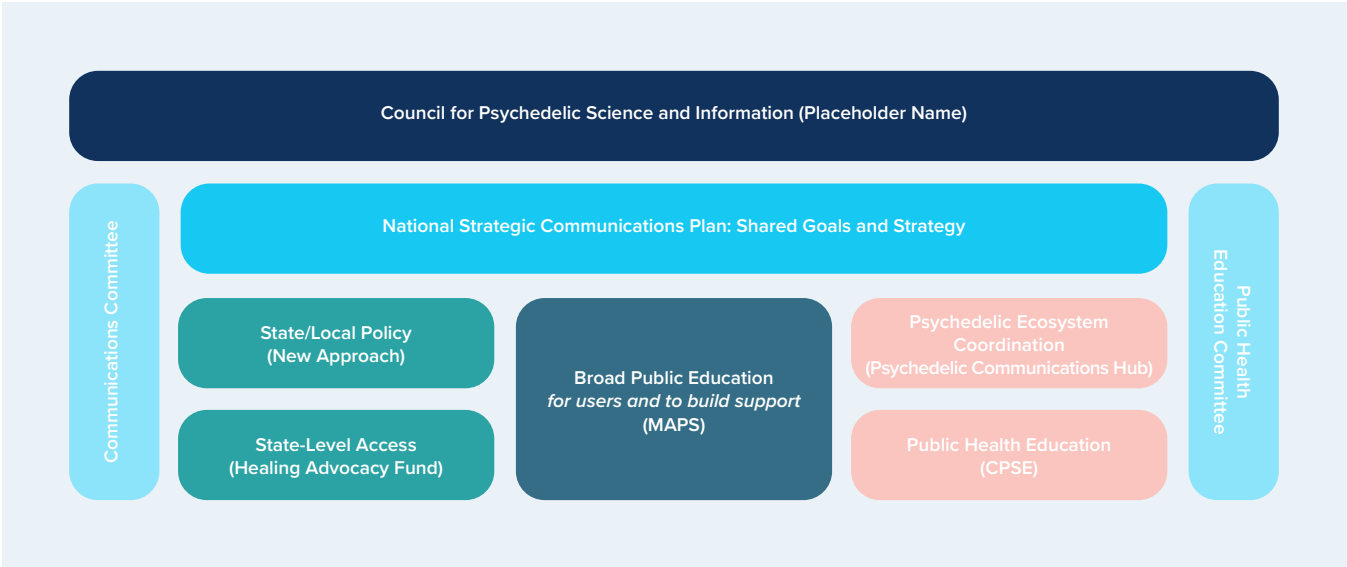 Council for Psychedelic Science and Information (Placeholder Name)
Communications Committee
National Strategic Communications Plan: Shared Goals and Strategy
State/Local Policy
(New Approach)
State-Level Access
(Healing Advocacy Fund)
Broad Public Education
for users and to build support
(MAPS)
Psychedelic Ecosystem
Coordination
(Psychedelic Communications Hub)
Public Health Education
(CPSE)
Public Health
Education Committee